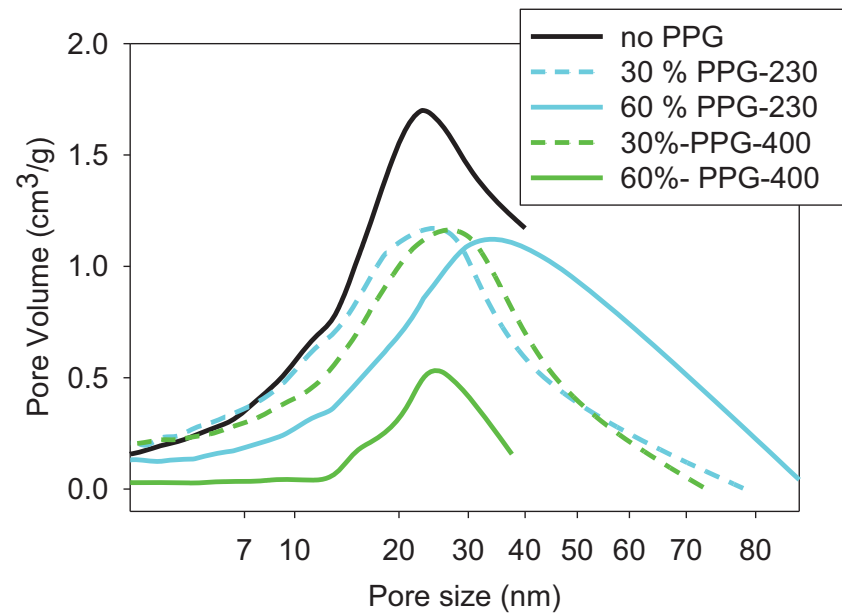 no PPG
30 % PPG-230
60 % PPG-230
30%-PPG-400
60%- PPG-400
2.0
1.5
1.0
0.5
0.0
Pore Volume (cm³/g)
7 10 20 30 40 50 60 70 80
Pore size (nm)